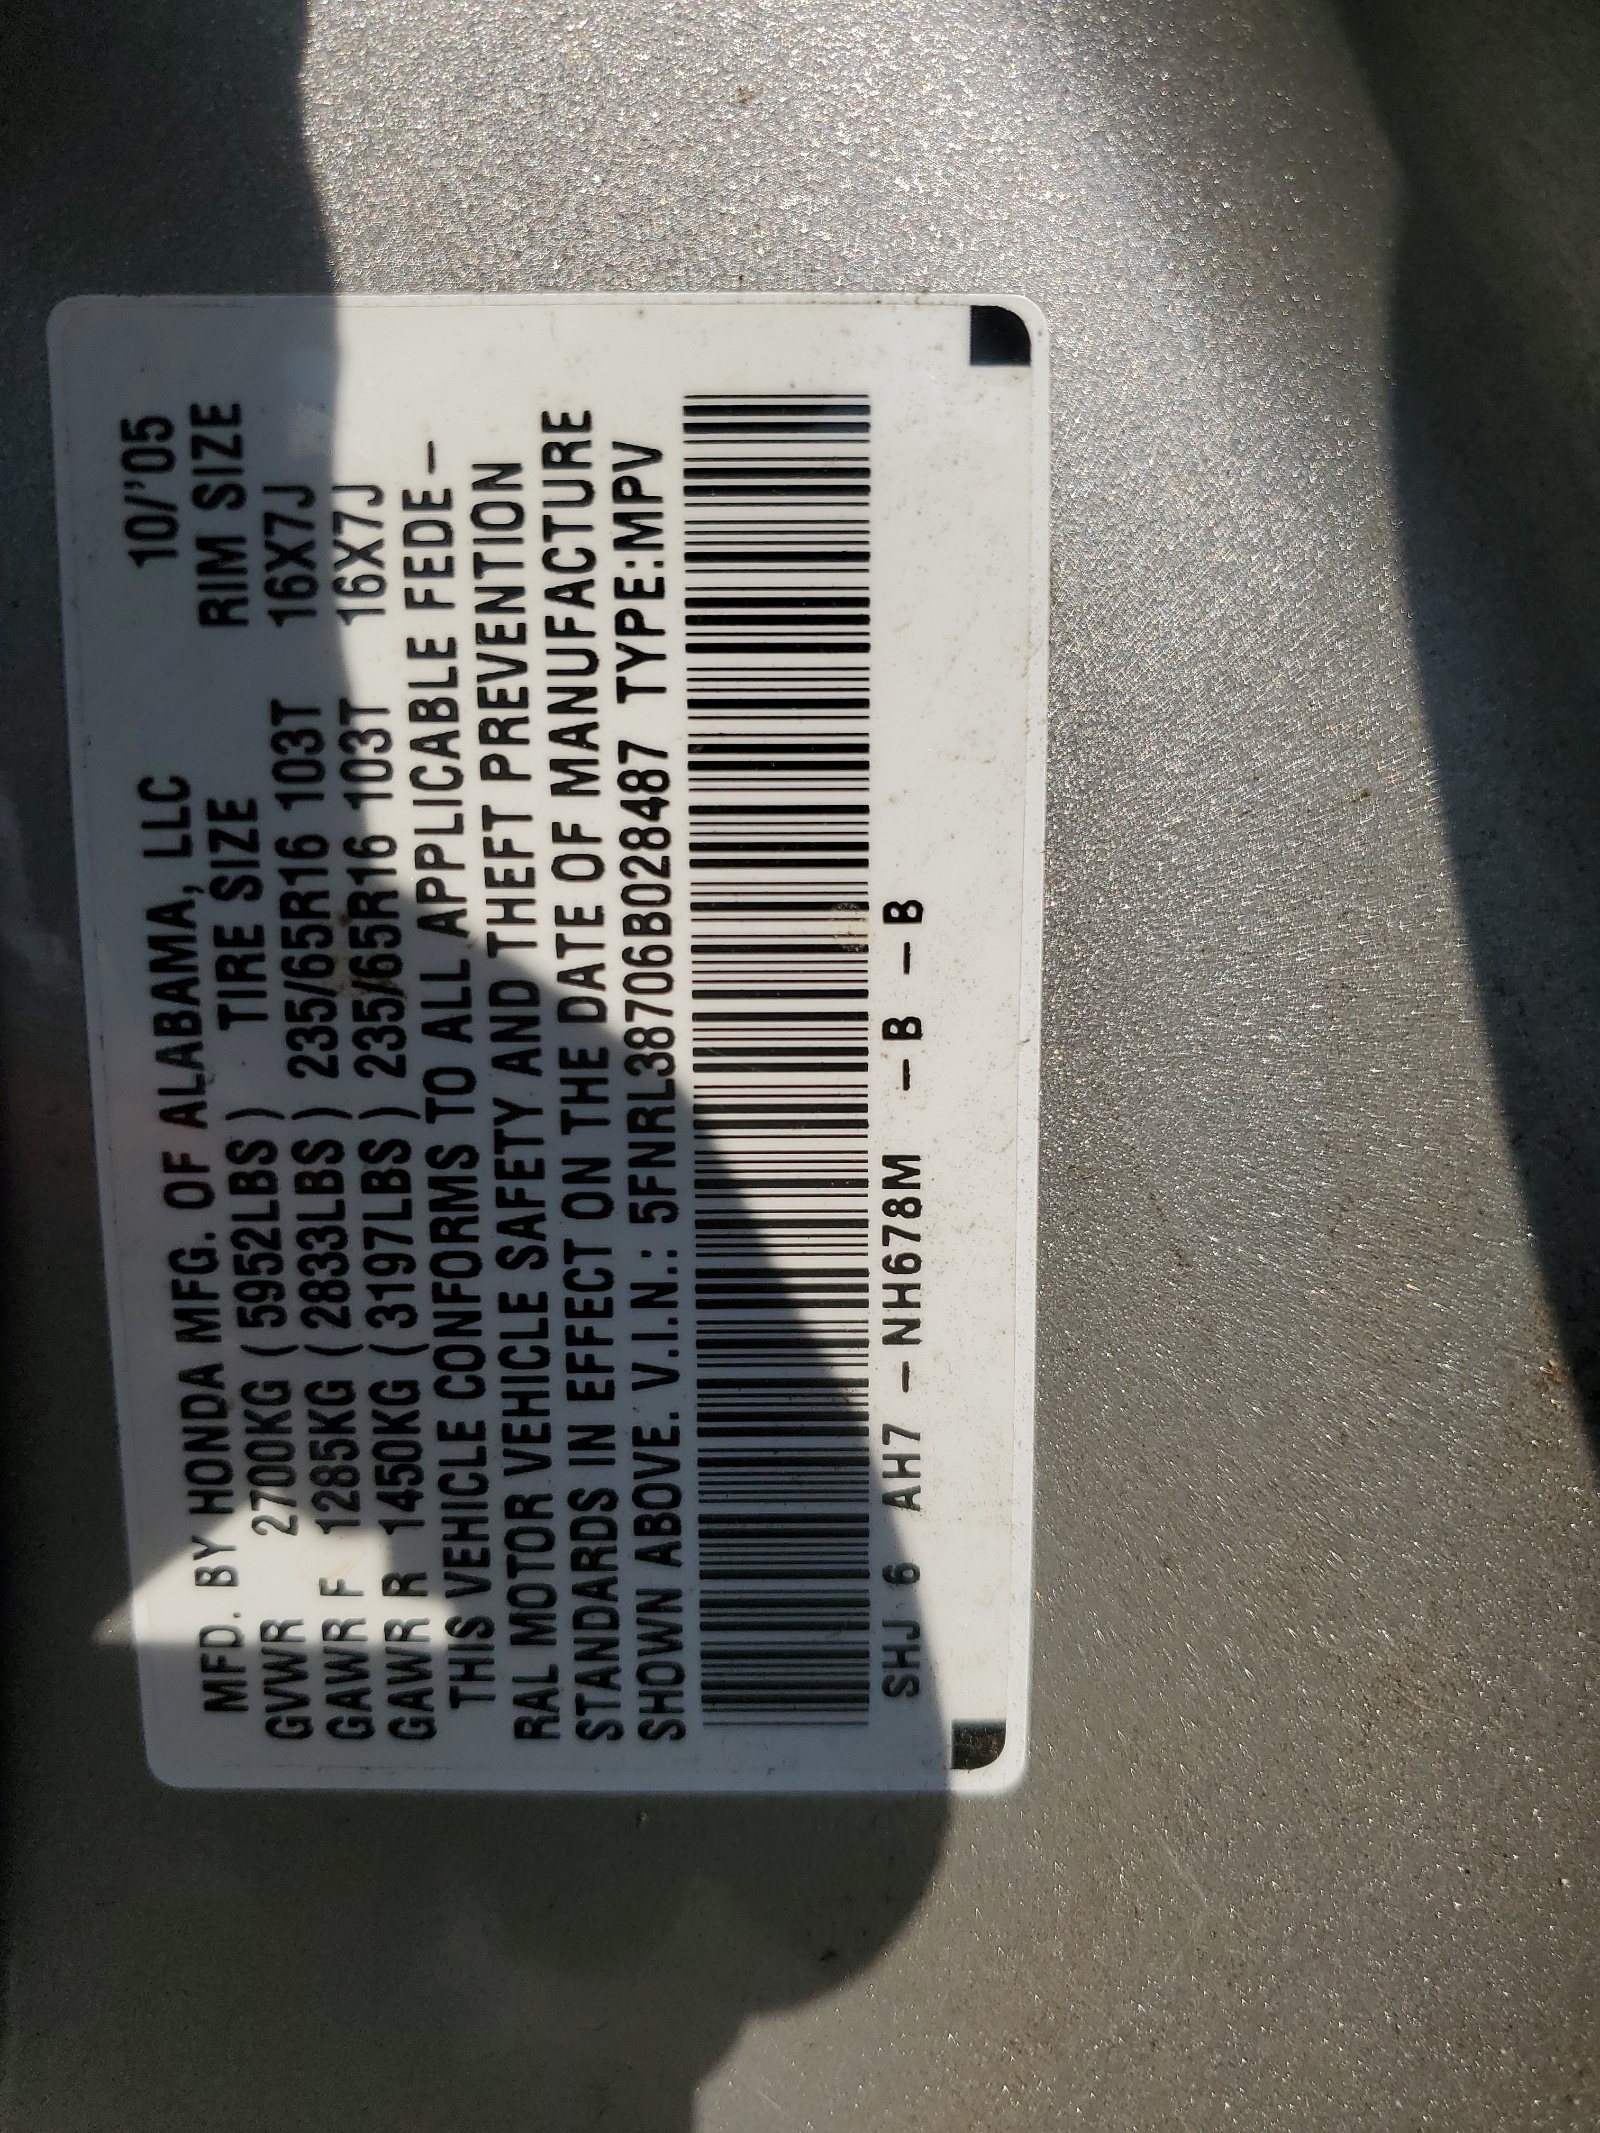 MFD. BY HONDA MFG. OF ALABAMA, LLC 10/'05
TIRE SIZE RIM SIZE
GVWR 2700KG ( 5952LBS )
GAWR F 1285KG ( 2833LBS ) 235/65R16 103T 16X7J
GAWR R 1450KG ( 3197LBS ) 235/65R16 103T 16X7J
THIS VEHICLE CONFORMS TO ALL APPLICABLE FEDE-
RAL MOTOR VEHICLE SAFETY AND THEFT PREVENTION
STANDARDS IN EFFECT ON THE DATE OF MANUFACTURE
SHOWN ABOVE. V.I.N.: 5FNRL38706B028487 TYPE:MPV
SHJ 6 AH7 -NH678M -B -B